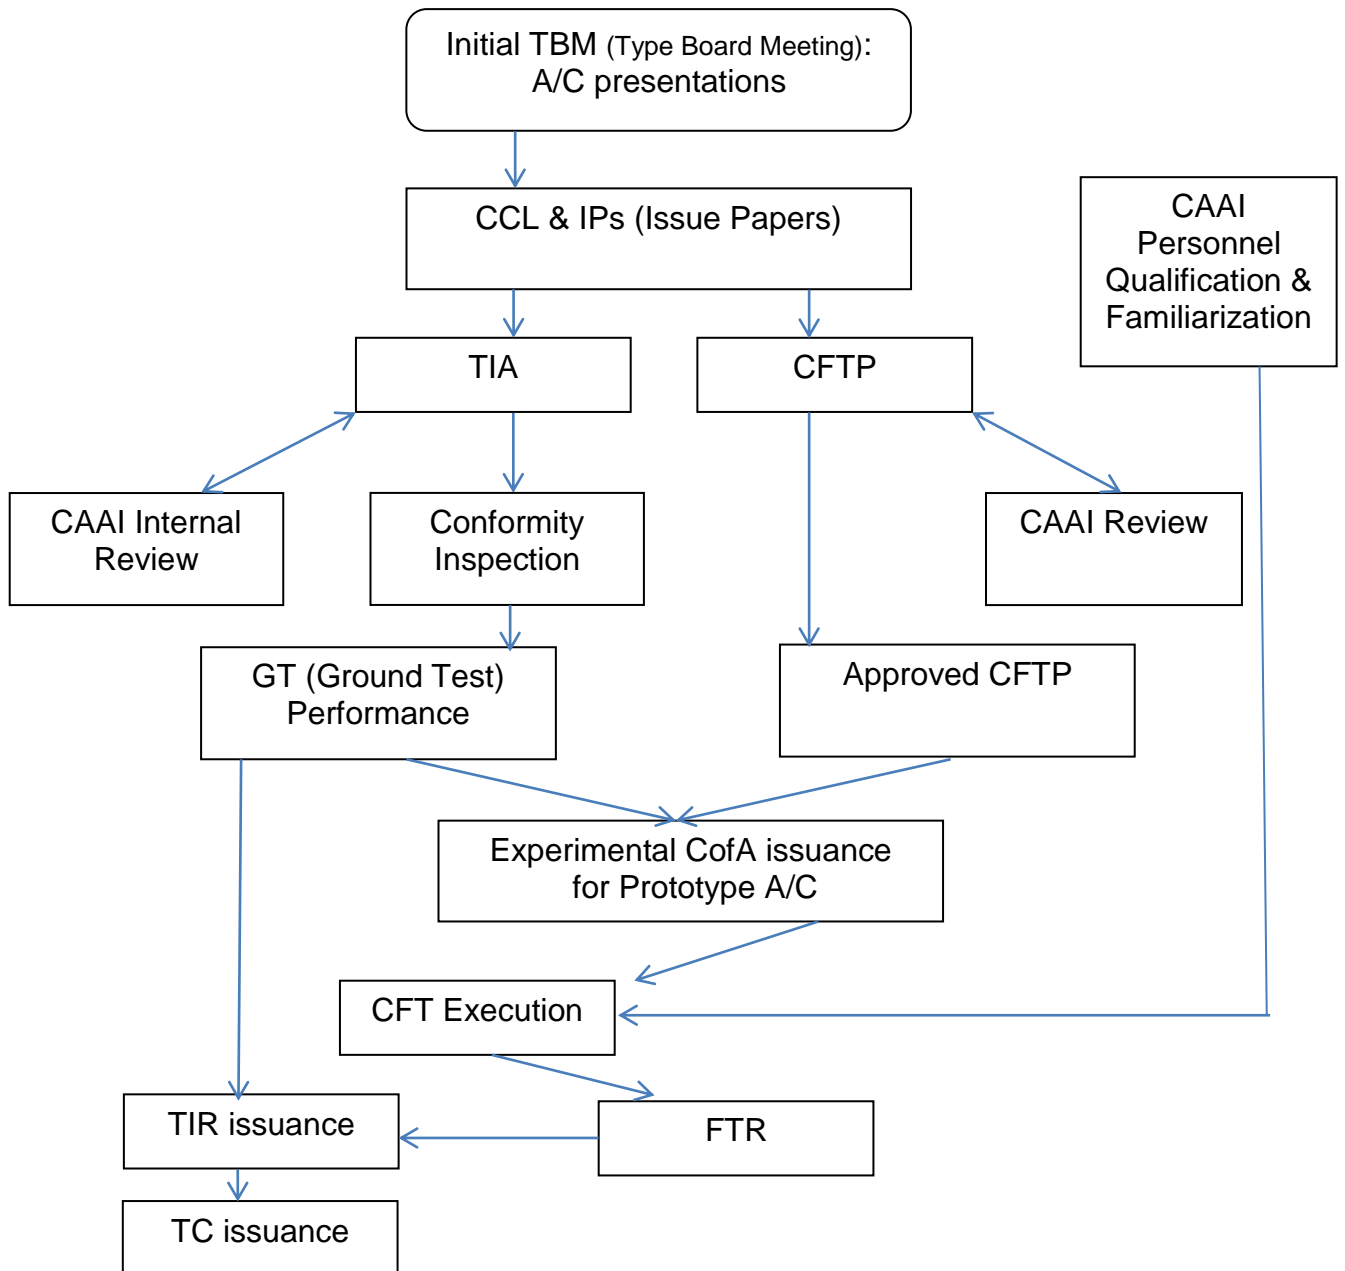 Initial TBM (Type Board Meeting):
A/C presentations
CCL & IPs (Issue Papers)
CAAI
Personnel
Qualification &
Familiarization
TIA
CFTP
CAAI Internal
Review
Conformity
Inspection
CAAI Review
GT (Ground Test)
Performance
Approved CFTP
Experimental CofA issuance
for Prototype A/C
CFT Execution
TIR issuance
FTR
TC issuance